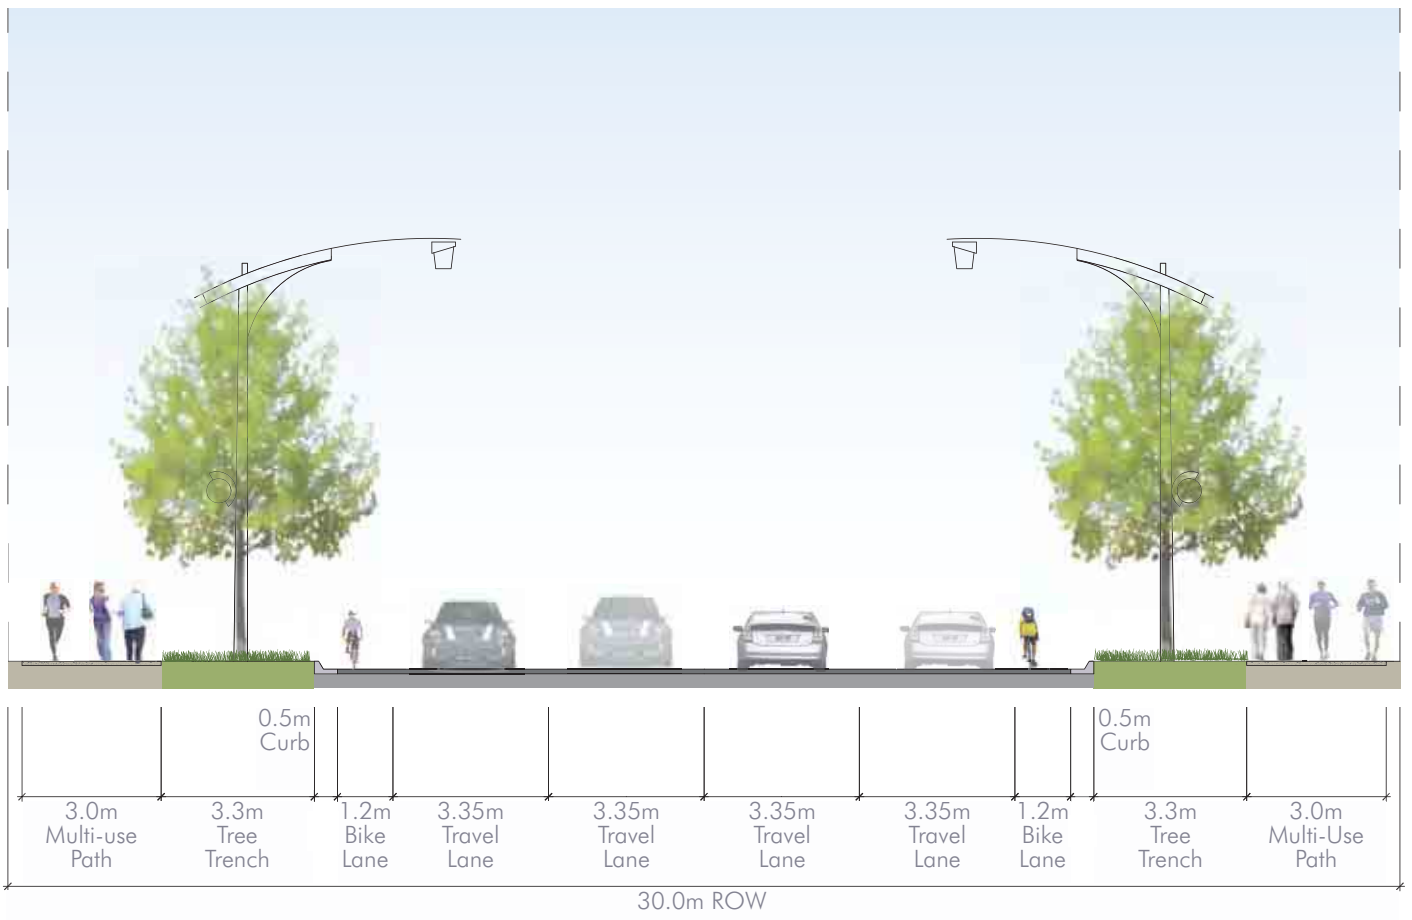 0.5m
Curb
0.5m
Curb
3.0m
Multi-use
Path
3.3m
Tree
Trench
1.2m
Bike
Lane
3.35m
Travel
Lane
3.35m
Travel
Lane
3.35m
Travel
Lane
3.35m
Travel
Lane
1.2m
Bike
Lane
3.3m
Tree
Trench
3.0m
Multi-Use
Path
30.0m ROW